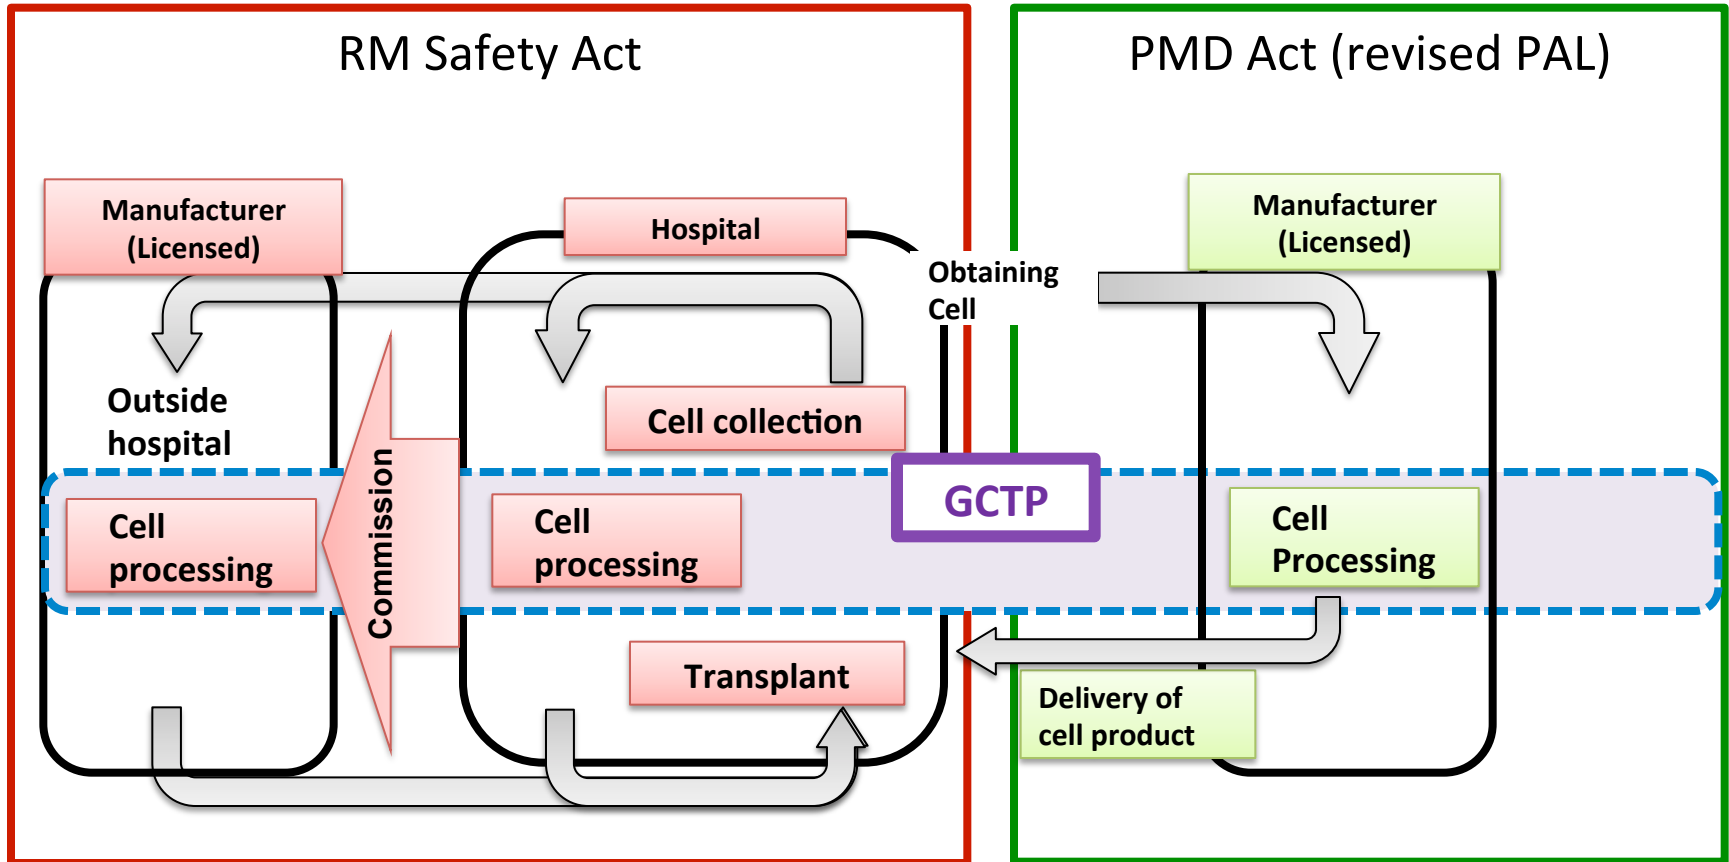 RM Safety Act
PMD Act (revised PAL)
Manufacturer
(Licensed)
Hospital
Obtaining
Cell
Manufacturer
(Licensed)
Outside
hospital
Cell collection
Commission
Cell
processing
Cell
processing
GCTP
Cell
Processing
Transplant
Delivery of
cell product